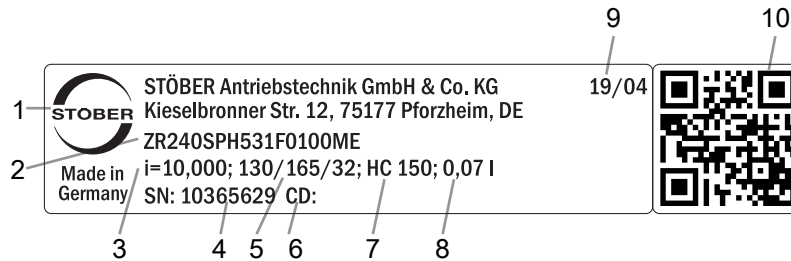 9 10
STÖBER Antriebstechnik GmbH & Co. KG 19/04
1 STÖBER Kieselbronner Str. 12, 75177 Pforzheim, DE
2 ZR240SPH531F0100ME
Made in i=10,000; 130/165/32; HC 150; 0,07 l
Germany SN: 10365629 CD:
3 4 5 6 7 8